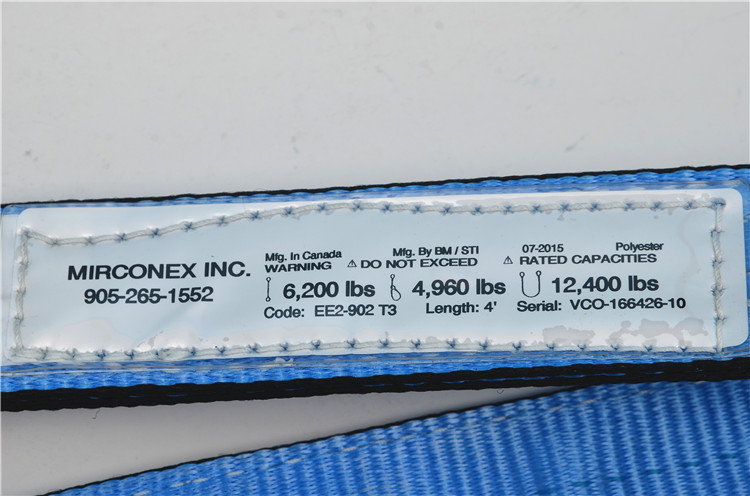 MIRCONEX INC.
905-265-1552
Mfg. In Canada Mfg. By BM / STI 07-2015 Polyester
WARNING ⚠ DO NOT EXCEED ⚠ RATED CAPACITIES
6,200 lbs 4,960 lbs 12,400 lbs
Code: EE2-902 T3 Length: 4' Serial: VCO-166426-10